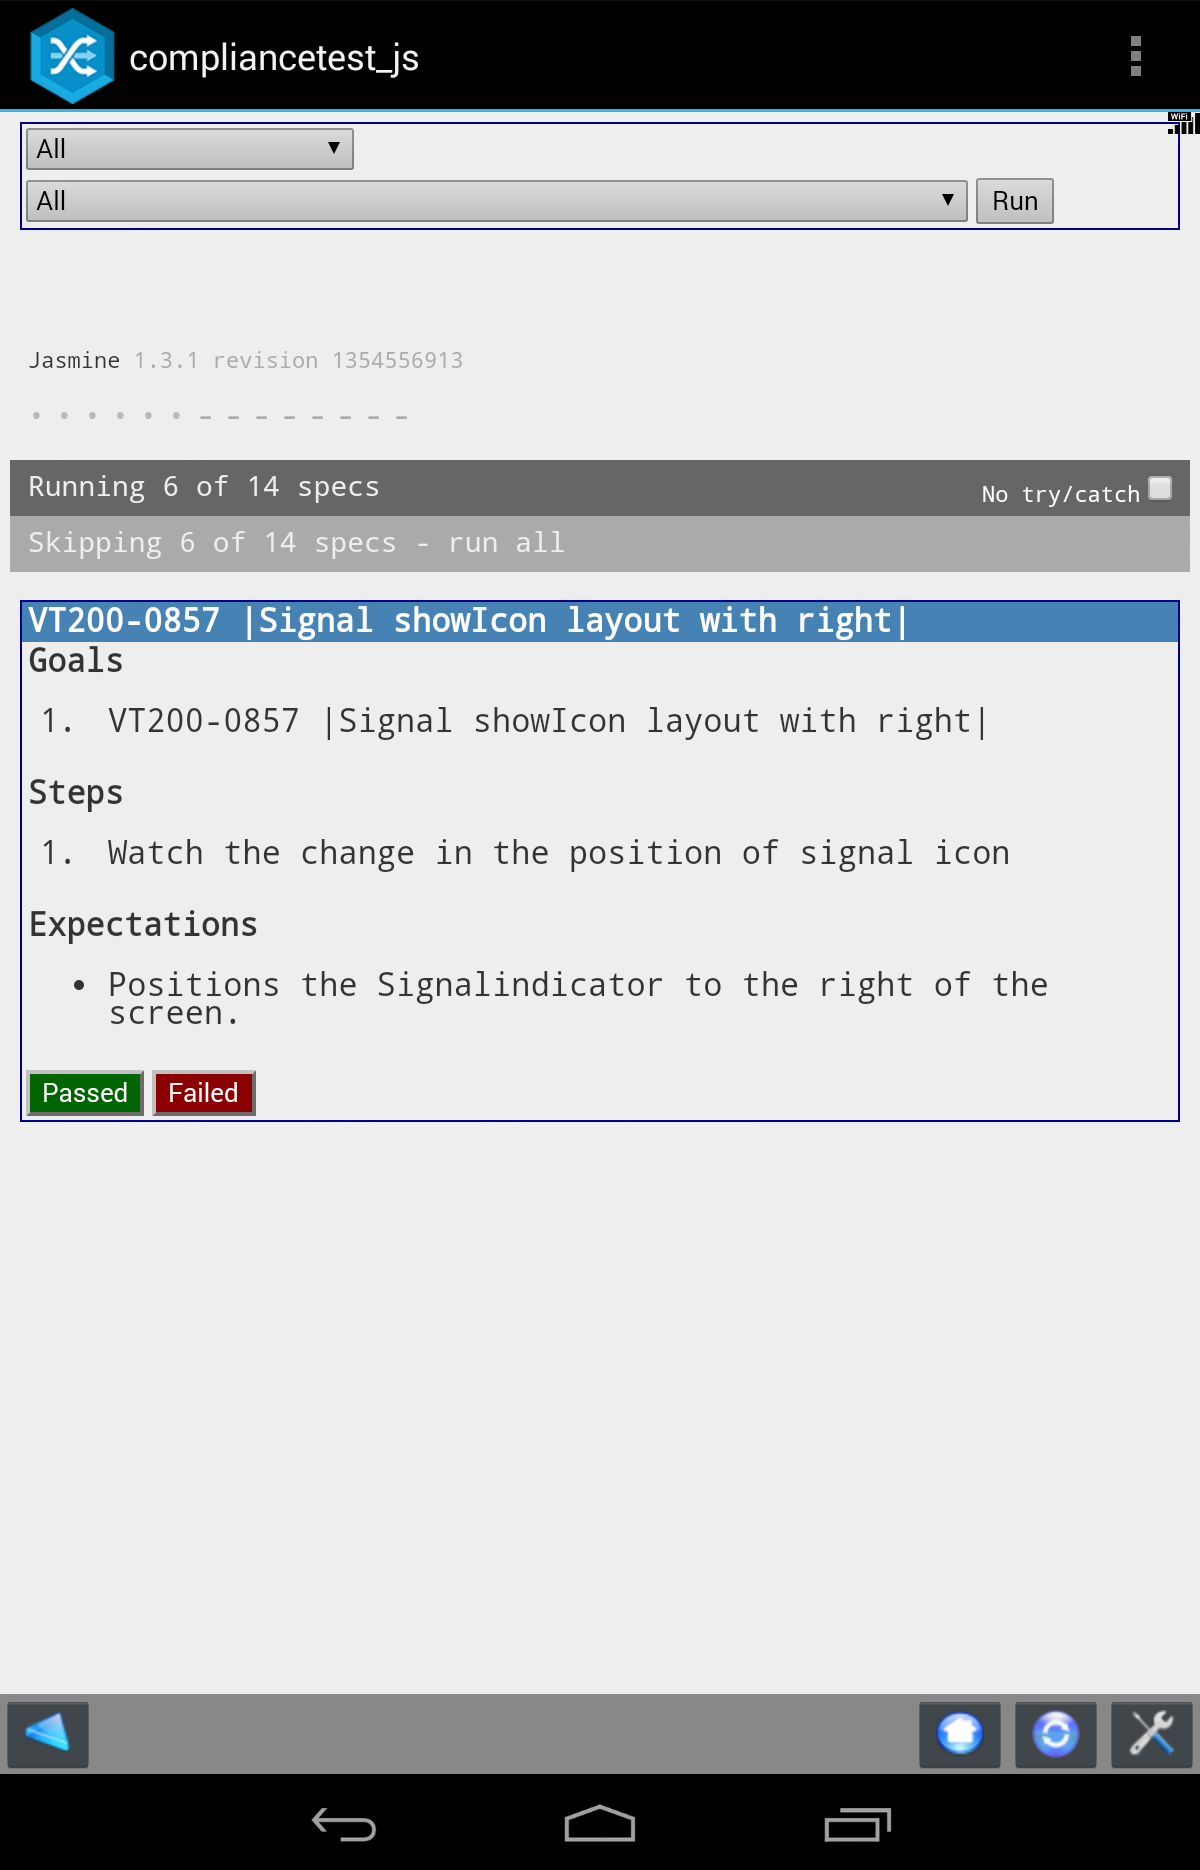 compliancetest_js
WiFi
All
All
Run
Jasmine 1.3.1 revision 1354556913
Running 6 of 14 specs
No try/catch
Skipping 6 of 14 specs - run all
VT200-0857 |Signal showIcon layout with right|
Goals
1. VT200-0857 |Signal showIcon layout with right|
Steps
1. Watch the change in the position of signal icon
Expectations
• Positions the Signalindicator to the right of the
screen.
Passed
Failed